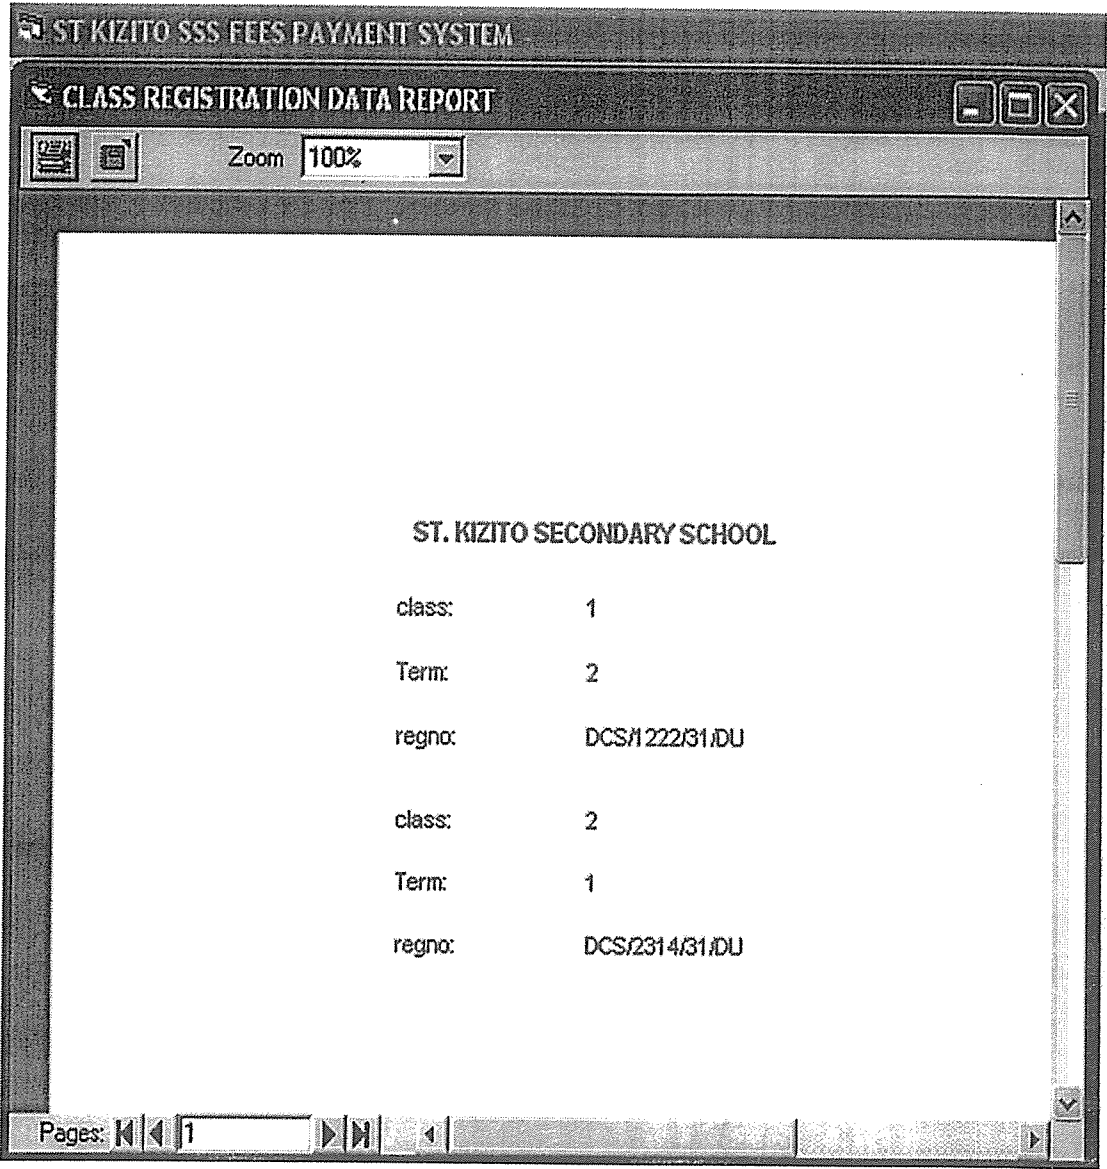 ST KIZITO SSS FEES PAYMENT SYSTEM
CLASS REGISTRATION DATA REPORT
Zoom 100%
ST. KIZITO SECONDARY SCHOOL
class: 1
Term: 2
regno: DCS/1222/31/DU
class: 2
Term: 1
regno: DCS/2314/31/DU
Pages: 1